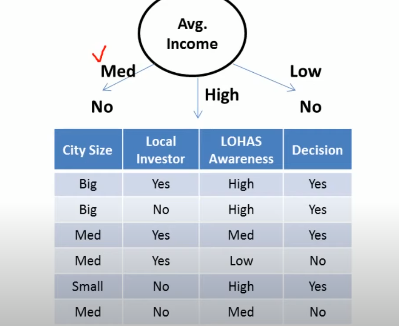 Avg.
Income
Med
High
Low
No
No
City Size Local Investor LOHAS Awareness Decision
Big Yes High Yes
Big No High Yes
Med Yes Med Yes
Med Yes Low No
Small No High Yes
Med No Med No